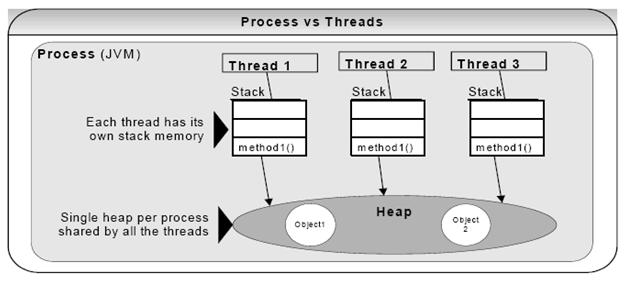 Process vs Threads
Process (JVM)
Thread 1
Thread 2
Thread 3
Stack
Stack
Stack
Each thread has its
own stack memory
method1()
method1()
method1()
Single heap per process
shared by all the threads
Heap
Object1
Object
2